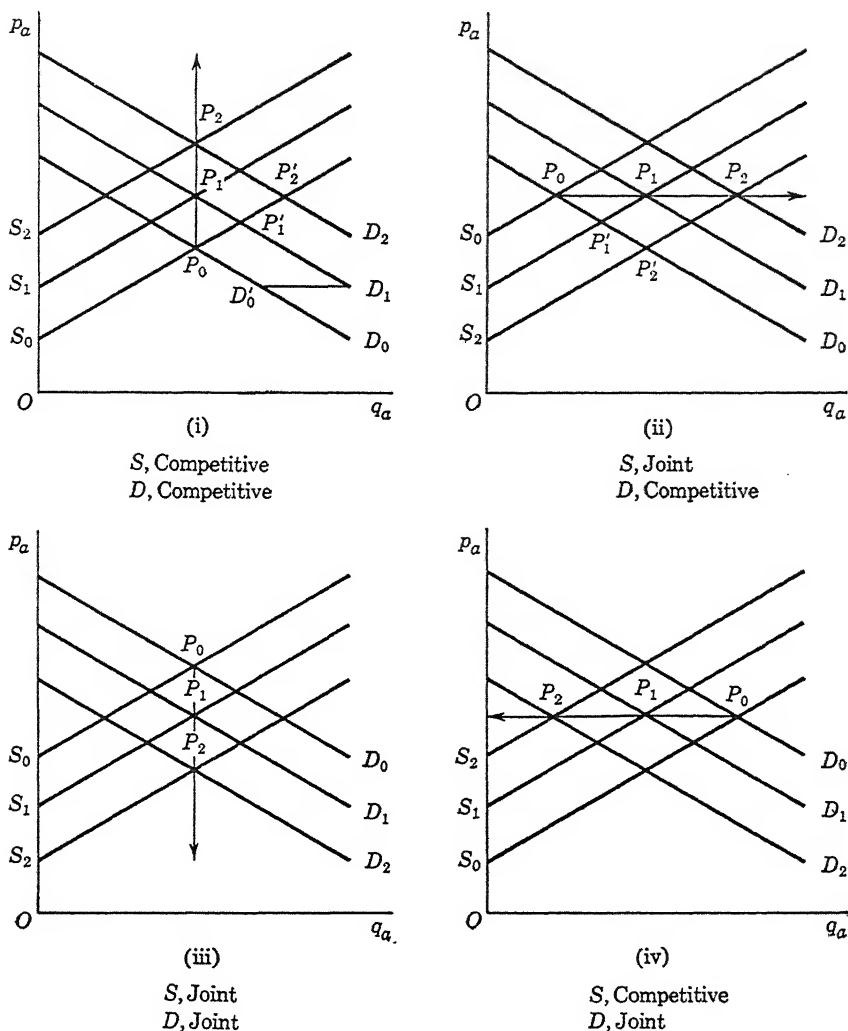 p_a
P_2
P_1
P'_2
P'_1
P_0
D'_0
S_2
S_1
S_0
D_2
D_1
D_0
O
q_a
(i)
S, Competitive
D, Competitive
p_a
P_0
P_1
P_2
P'_1
P'_2
S_0
S_1
S_2
D_2
D_1
D_0
O
q_a
(ii)
S, Joint
D, Competitive
p_a
P_0
P_1
P_2
S_0
S_1
S_2
D_0
D_1
D_2
O
q_a
(iii)
S, Joint
D, Joint
p_a
P_2
P_1
P_0
S_2
S_1
S_0
D_0
D_1
D_2
O
q_a
(iv)
S, Competitive
D, Joint